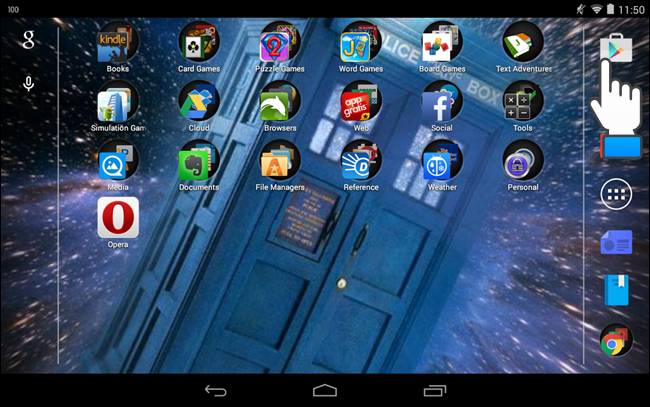 100
11:50
g
kindle
Books
Card Games
2
Puzzle Games
J
Word Games
Board Games
Text Adventures
POLICE
BOX
Simulation Gam
Cloud
Browsers
app
gratis
Web
f
Social
Tools
Media
Documents
File Managers
Reference
Weather
Personal
Opera